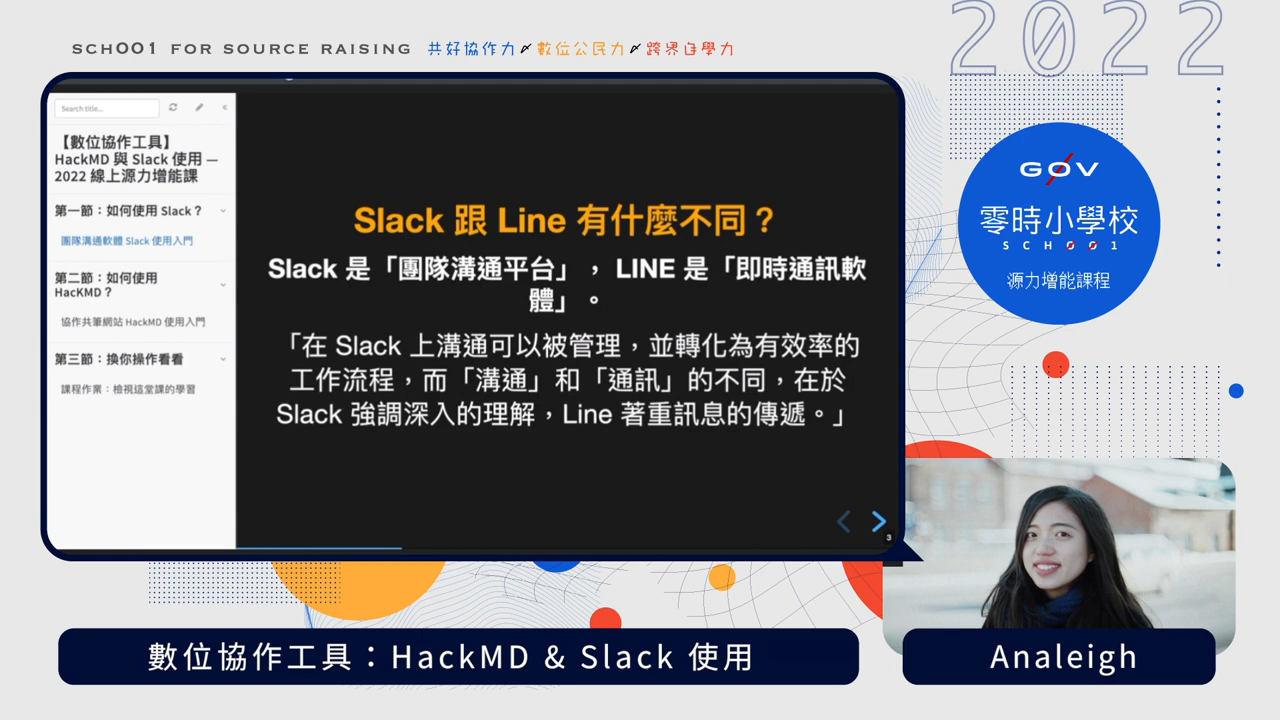 2022
SCH001 FOR SOURCE RAISING 共好協作力 數位公民力 跨界自學力
Search title...
【數位協作工具】
HackMD 與 Slack 使用 —
2022 線上源力增能課
第一節：如何使用 Slack？
團隊溝通軟體 Slack 使用入門
第二節：如何使用
HacKMD？
協作共筆網站 HackMD 使用入門
第三節：換你操作看看
課程作業：檢視這堂課的學習
Slack 跟 Line 有什麼不同？
Slack 是「團隊溝通平台」， LINE 是「即時通訊軟
體」 。
「在 Slack 上溝通可以被管理，並轉化為有效率的
工作流程，而「溝通」和「通訊」的不同，在於
Slack 強調深入的理解，Line 著重訊息的傳遞。」
3
G0V
零時小學校
SCH001
源力增能課程
數位協作工具：HackMD & Slack 使用
Analeigh